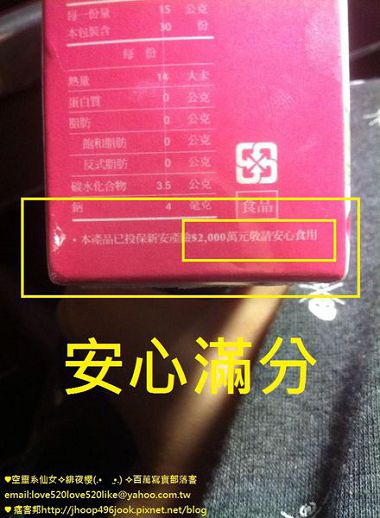 每一份量 15 公克
本包裝含 30 份
每 份
熱量 14 大卡
蛋白質 0 公克
脂肪 0 公克
飽和脂肪 0 公克
反式脂肪 0 公克
碳水化合物 3.5 公克
鈉 4 毫克
食品
・本產品已投保新安產險$2,000萬元敬請安心食用
安心滿分
♥空靈系仙女✧緋夜櫻(.• ֑ •.)✧百萬寫實部落客
email:love520love520like@yahoo.com.tw
♥痞客邦http://jhoop496jook.pixnet.net/blog